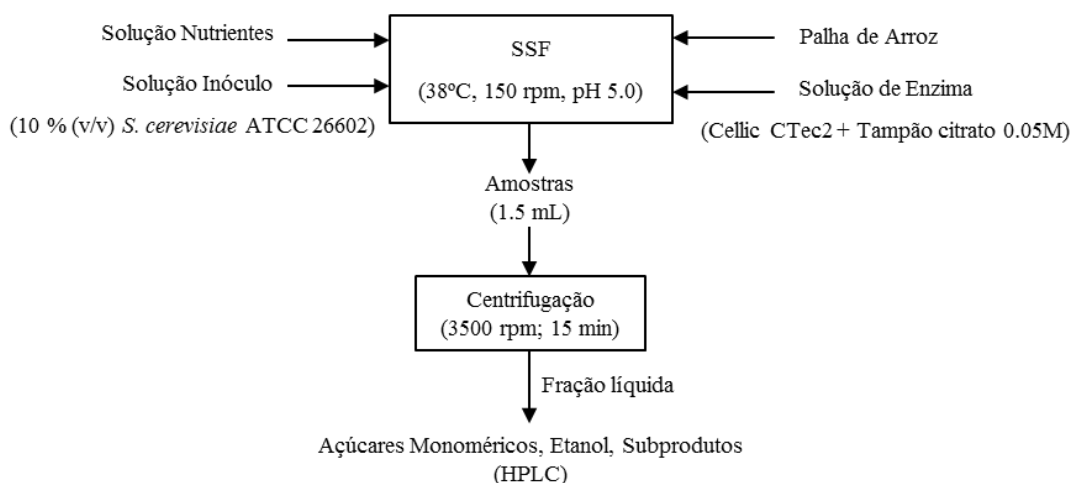 Solução Nutrientes
Solução Inóculo
(10 % (v/v) S. cerevisiae ATCC 26602)
SSF
(38ºC, 150 rpm, pH 5.0)
Palha de Arroz
Solução de Enzima
(Cellic CTec2 + Tampão citrato 0.05M)
Amostras
(1.5 mL)
Centrifugação
(3500 rpm; 15 min)
Fração líquida
Açúcares Monoméricos, Etanol, Subprodutos
(HPLC)